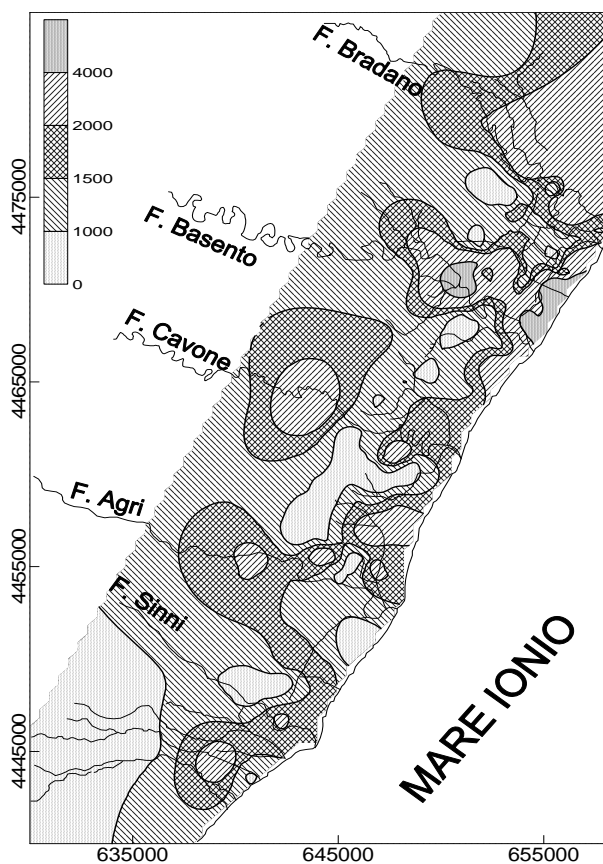 F. Bradano
4000
2000
1500
1000
0
4475000
F. Basento
F. Cavone
4465000
F. Agri
4455000
F. Sinni
MARE IONIO
4445000
635000
645000
655000